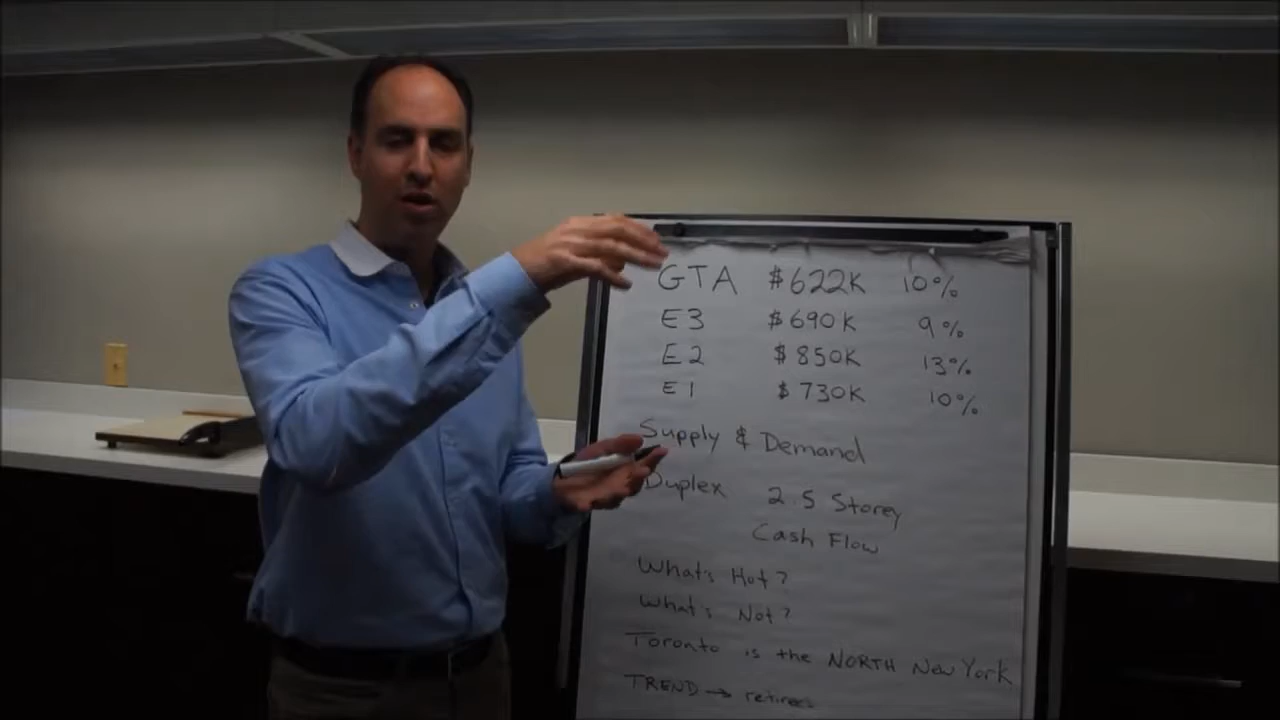 GTA $622K 10%
E3 $690K 9%
E2 $850K 13%
E1 $730K 10%
Supply & Demand
Duplex 2.5 Storey
Cash Flow
What's Hot?
What's Not?
Toronto is the NORTH New York
TREND → retirees